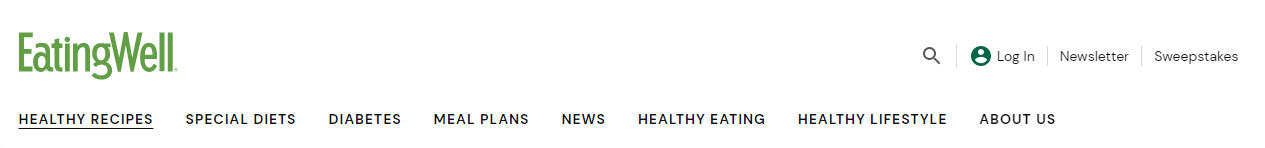 EatingWell
Log In Newsletter Sweepstakes
HEALTHY RECIPES SPECIAL DIETS DIABETES MEAL PLANS NEWS HEALTHY EATING HEALTHY LIFESTYLE ABOUT US